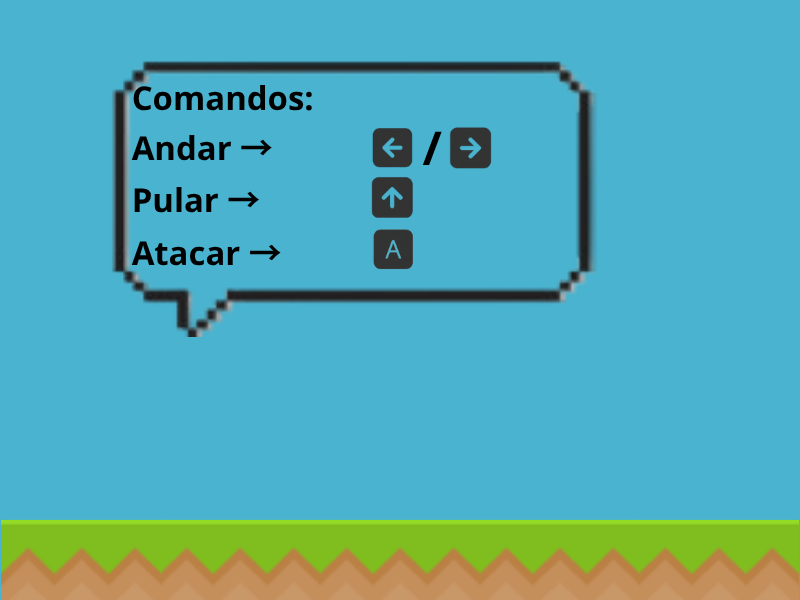 Comandos:
Andar → ← / →
Pular → ↑
Atacar → A